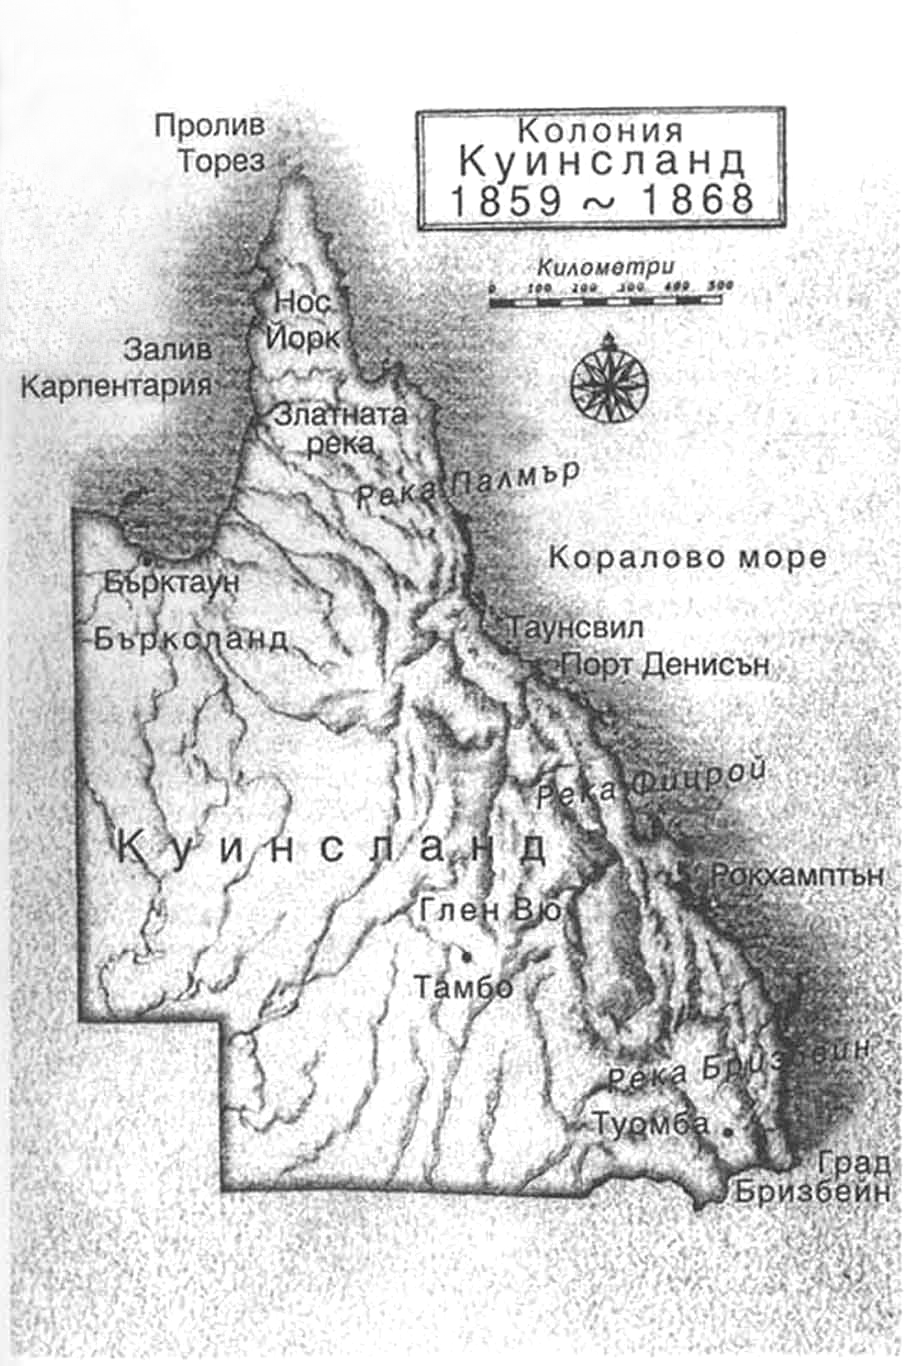 Пролив
Торез
Колония
Куинсланд
1859 ~ 1868
Километри
0 100 200 300 400 500
Нос
Йорк
Залив
Карпентария
Златната
река
Река Палмър
Коралово море
Бърктаун
Бърксланд
Таунсвил
Порт Денисън
Река Фицрой
Куинсланд
Рокхамптън
Глен Вю
Тамбо
Река Бризбейн
Туомба
Град
Бризбейн